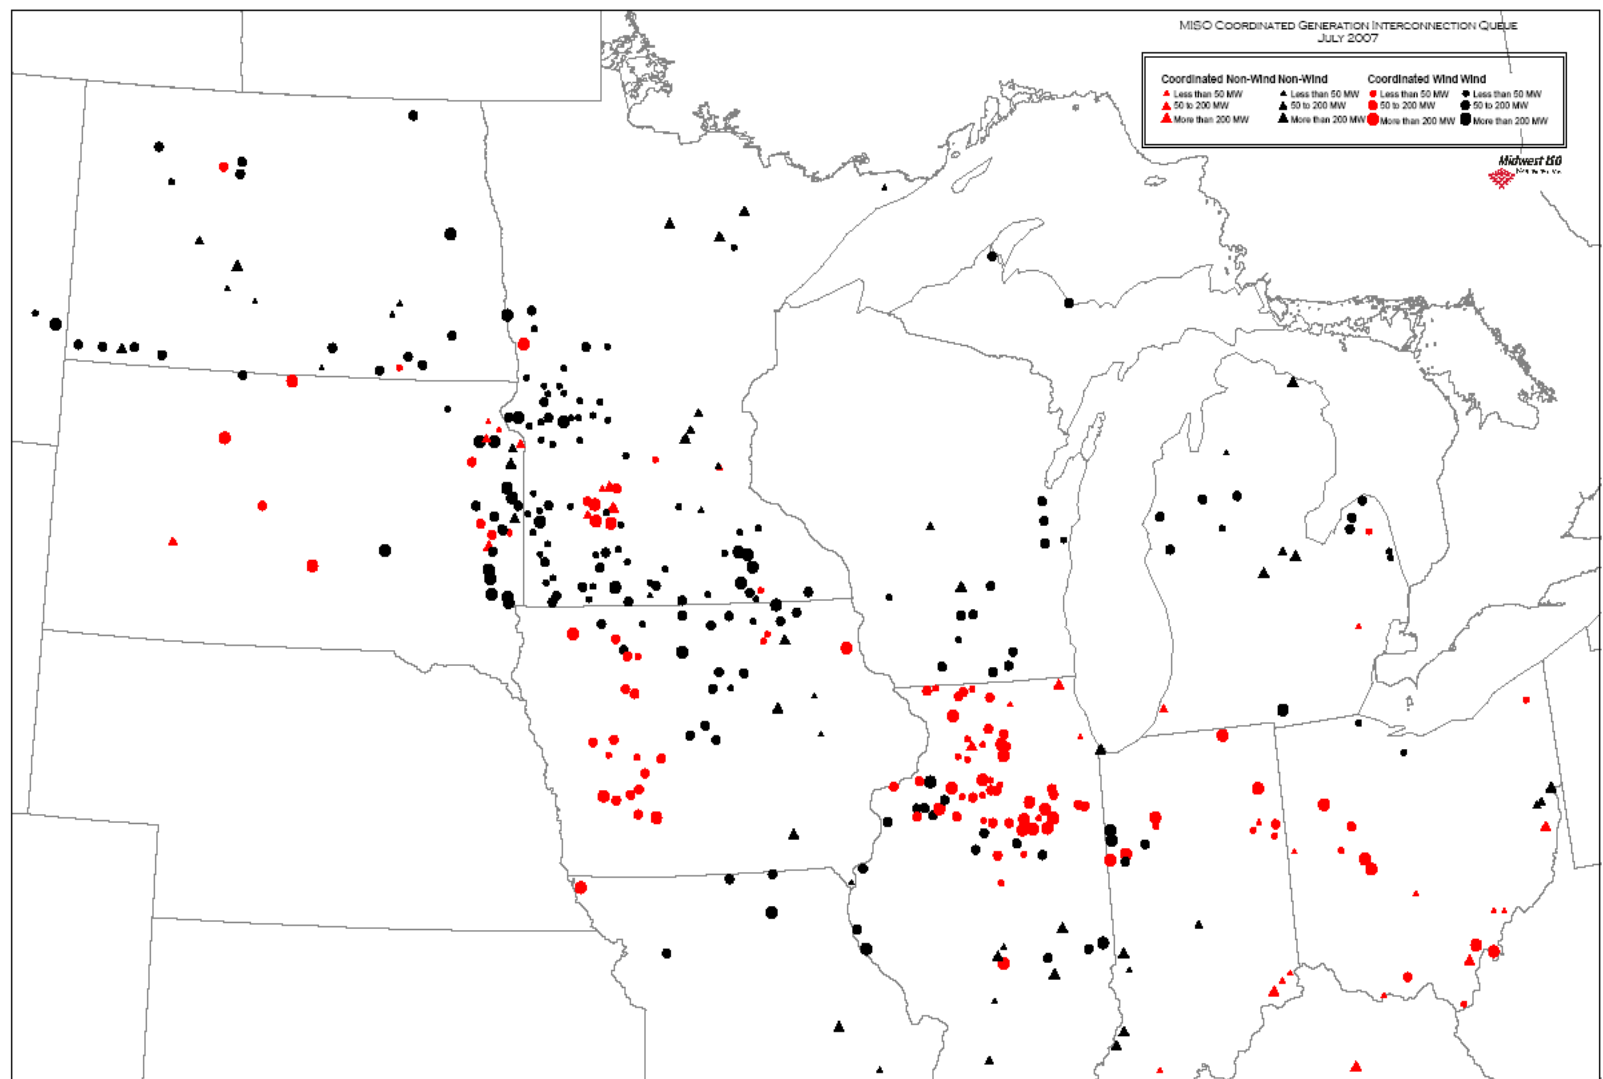 MISO COORDINATED GENERATION INTERCONNECTION QUEUE
JULY 2007
Coordinated Non-Wind Non-Wind Coordinated Wind Wind
Less than 50 MW Less than 50 MW Less than 50 MW Less than 50 MW
50 to 200 MW 50 to 200 MW 50 to 200 MW 50 to 200 MW
More than 200 MW More than 200 MW More than 200 MW More than 200 MW
Midwest ISO